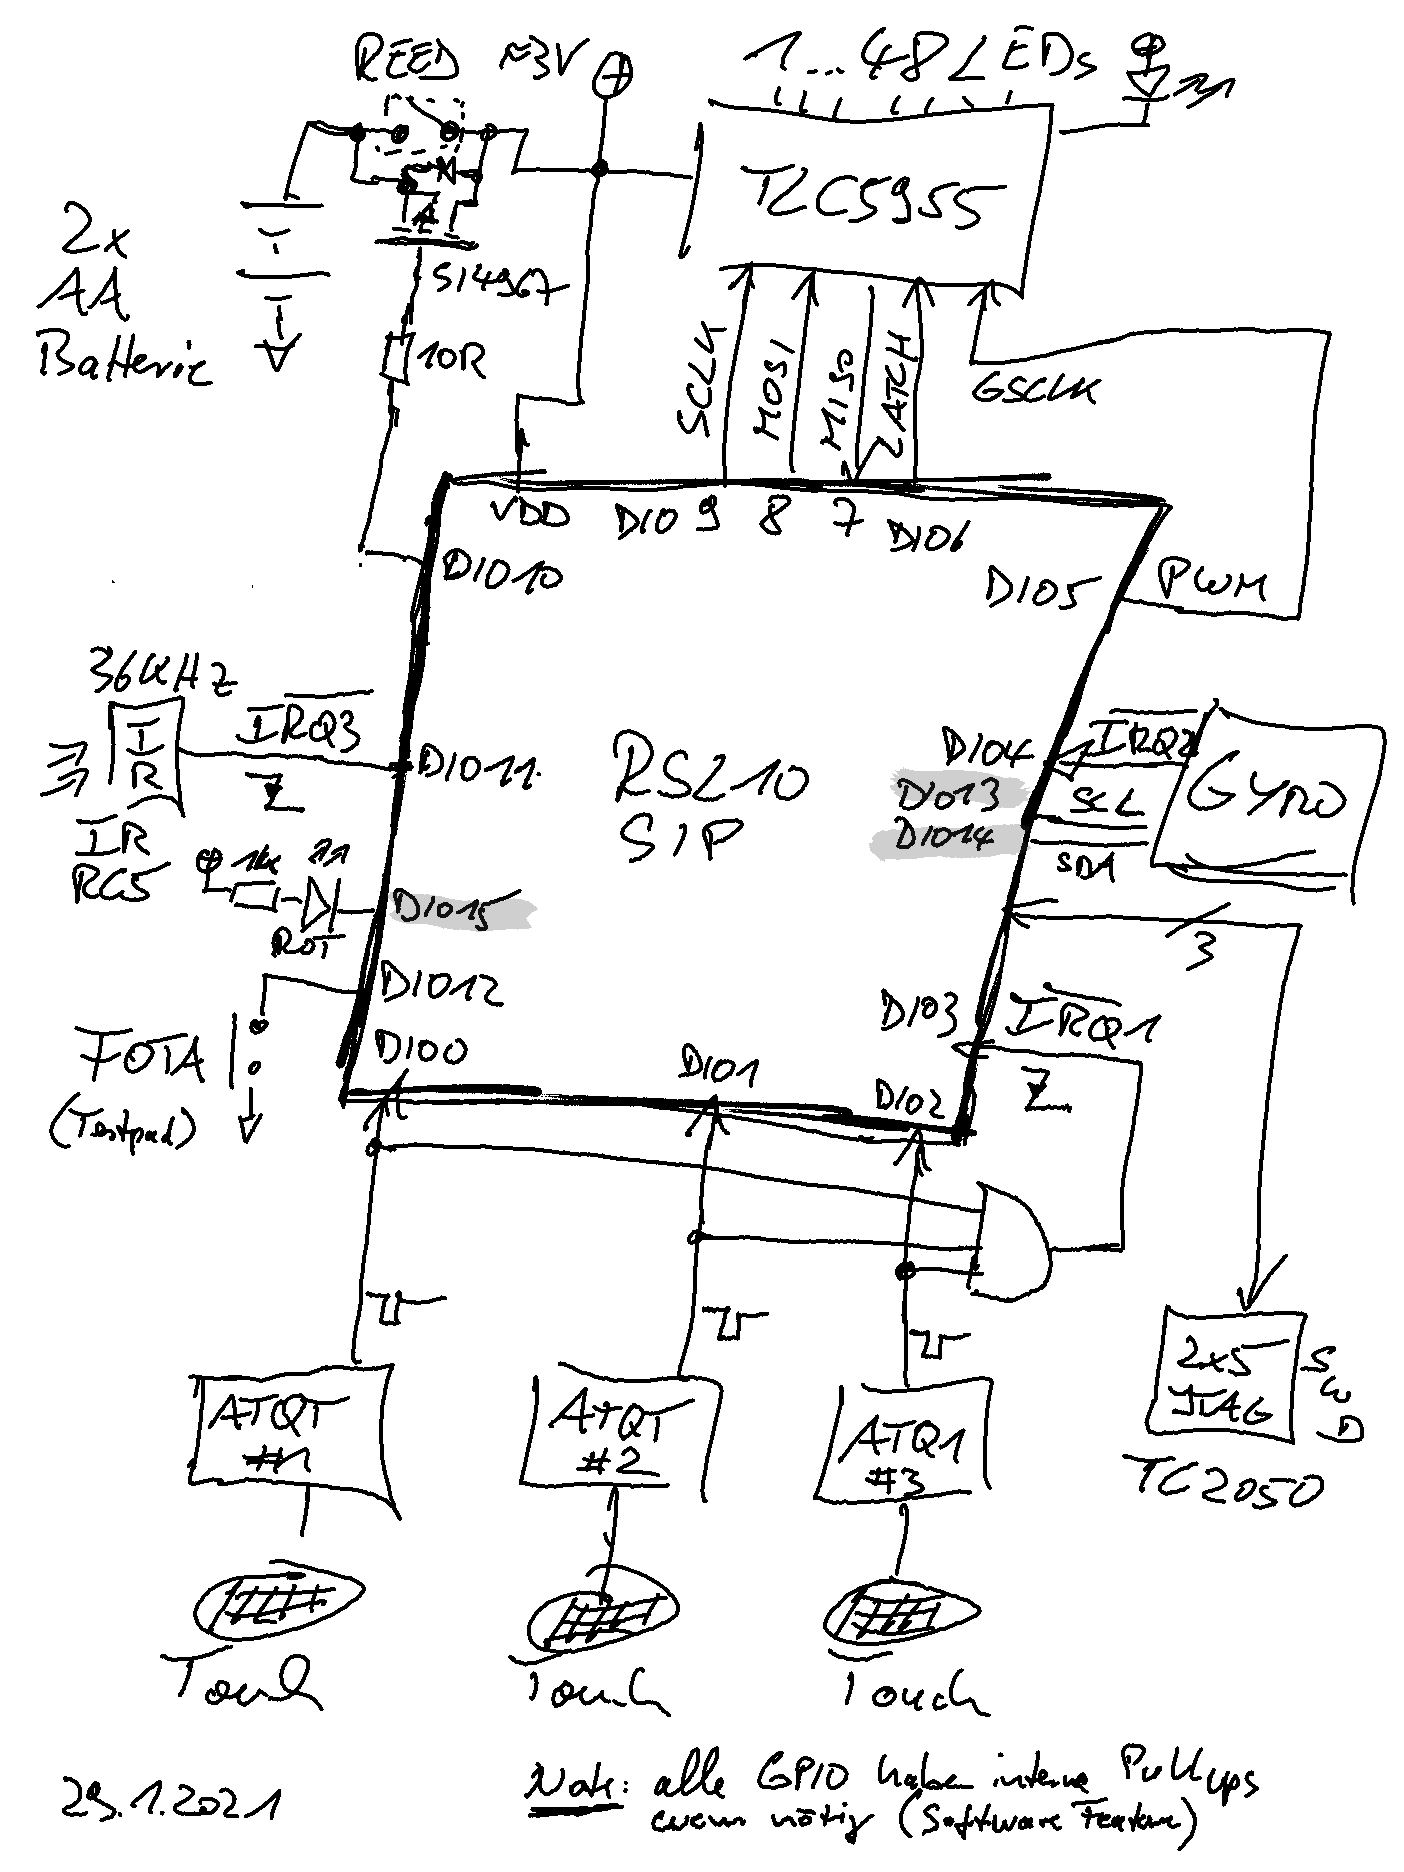 REED ≈3V
1...48 LEDs
TLC5955
2x
AA
Batterie
SI4967
10R
SCLK
MOSI
MISO
LATCH
GSCLK
VDD
DIO 9 8 7
DIO6
DIO10
DIO5
PWM
36KHZ
IR
IR
RC5
IRQ3
Z
DIO11
RSL10
SIP
DIO4
DIO13
DIO14
IRQ2
SCL
SDA
GYRO
1k
ROT
DIO15
DIO12
FOTA
(Testpad)
DIO0
DIO1
DIO2
DIO3
IRQ1
Z
3
ATQT
#1
ATQT
#2
ATQ1
#3
2x5
JTAG
SWD
TC2050
Touch
Touch
Touch
29.1.2021
Note: alle GPIO haben interne Pullups
wenn nötig (Software Feature)